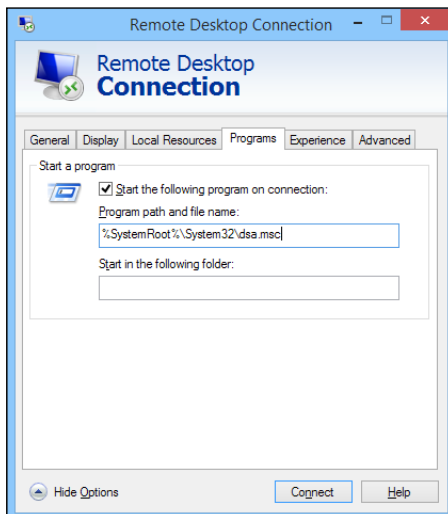 Remote Desktop Connection
Remote Desktop
Connection
General Display Local Resources Programs Experience Advanced
Start a program
Start the following program on connection:
Program path and file name:
%SystemRoot%\System32\dsa.msc
Start in the following folder:
Hide Options Connect Help